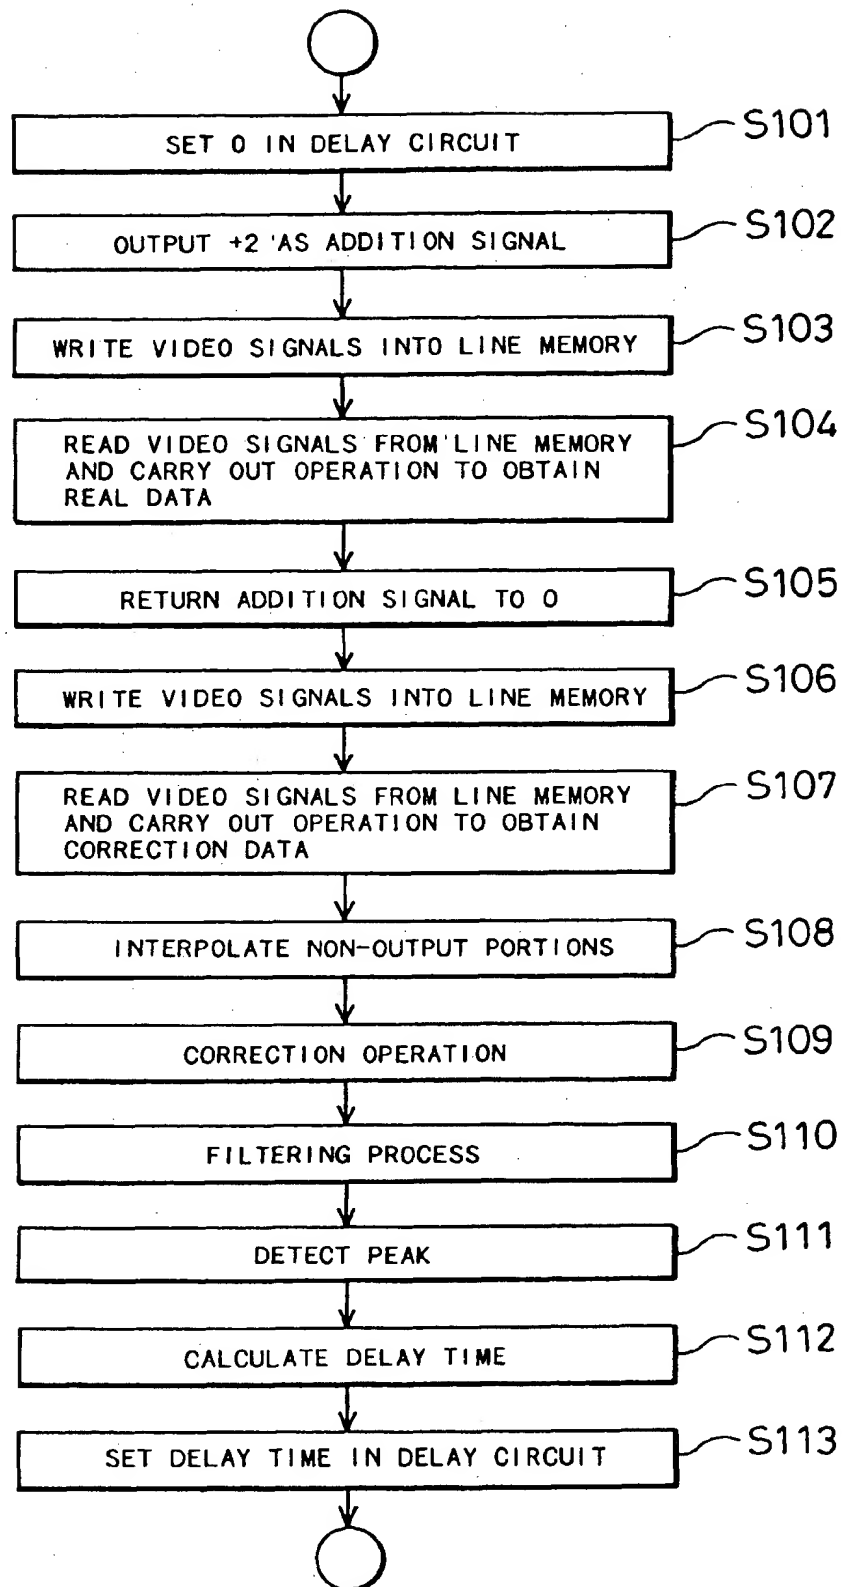 SET 0 IN DELAY CIRCUIT
S101
OUTPUT +2 AS ADDITION SIGNAL
S102
WRITE VIDEO SIGNALS INTO LINE MEMORY
S103
READ VIDEO SIGNALS FROM LINE MEMORY
AND CARRY OUT OPERATION TO OBTAIN
REAL DATA
S104
RETURN ADDITION SIGNAL TO 0
S105
WRITE VIDEO SIGNALS INTO LINE MEMORY
S106
READ VIDEO SIGNALS FROM LINE MEMORY
AND CARRY OUT OPERATION TO OBTAIN
CORRECTION DATA
S107
INTERPOLATE NON-OUTPUT PORTIONS
S108
CORRECTION OPERATION
S109
FILTERING PROCESS
S110
DETECT PEAK
S111
CALCULATE DELAY TIME
S112
SET DELAY TIME IN DELAY CIRCUIT
S113